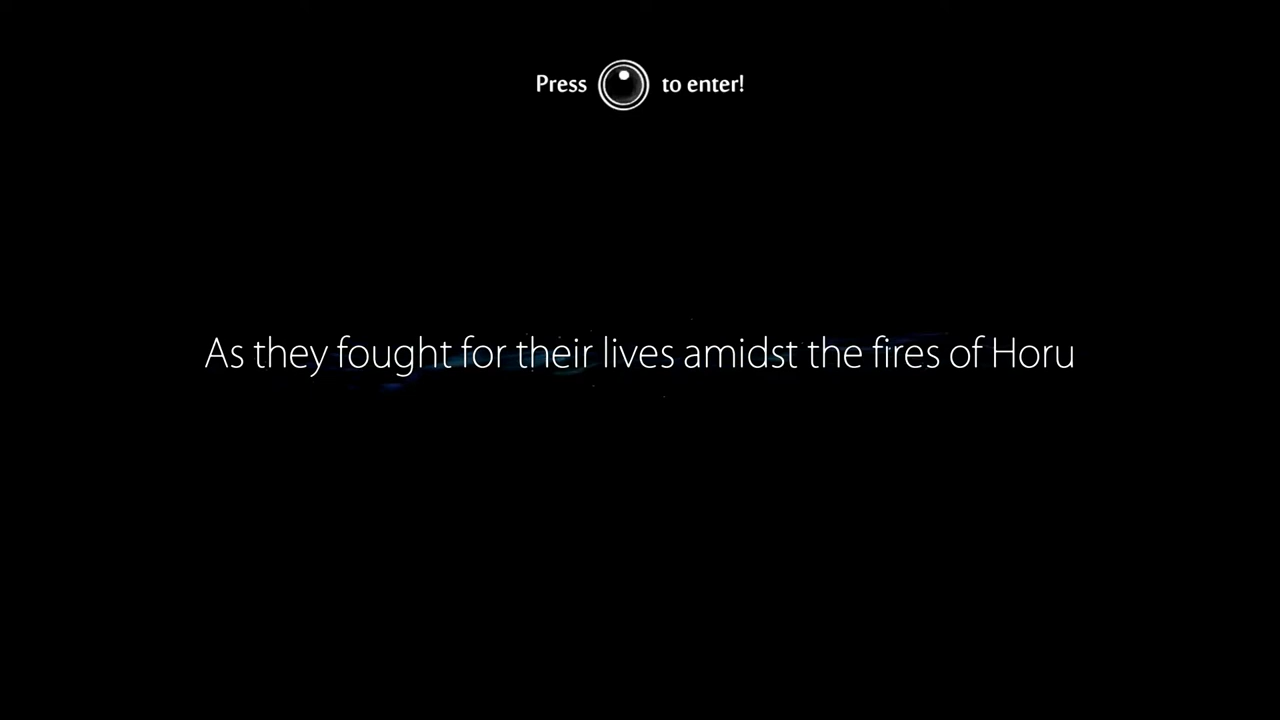 Press to enter!
As they fought for their lives amidst the fires of Horu